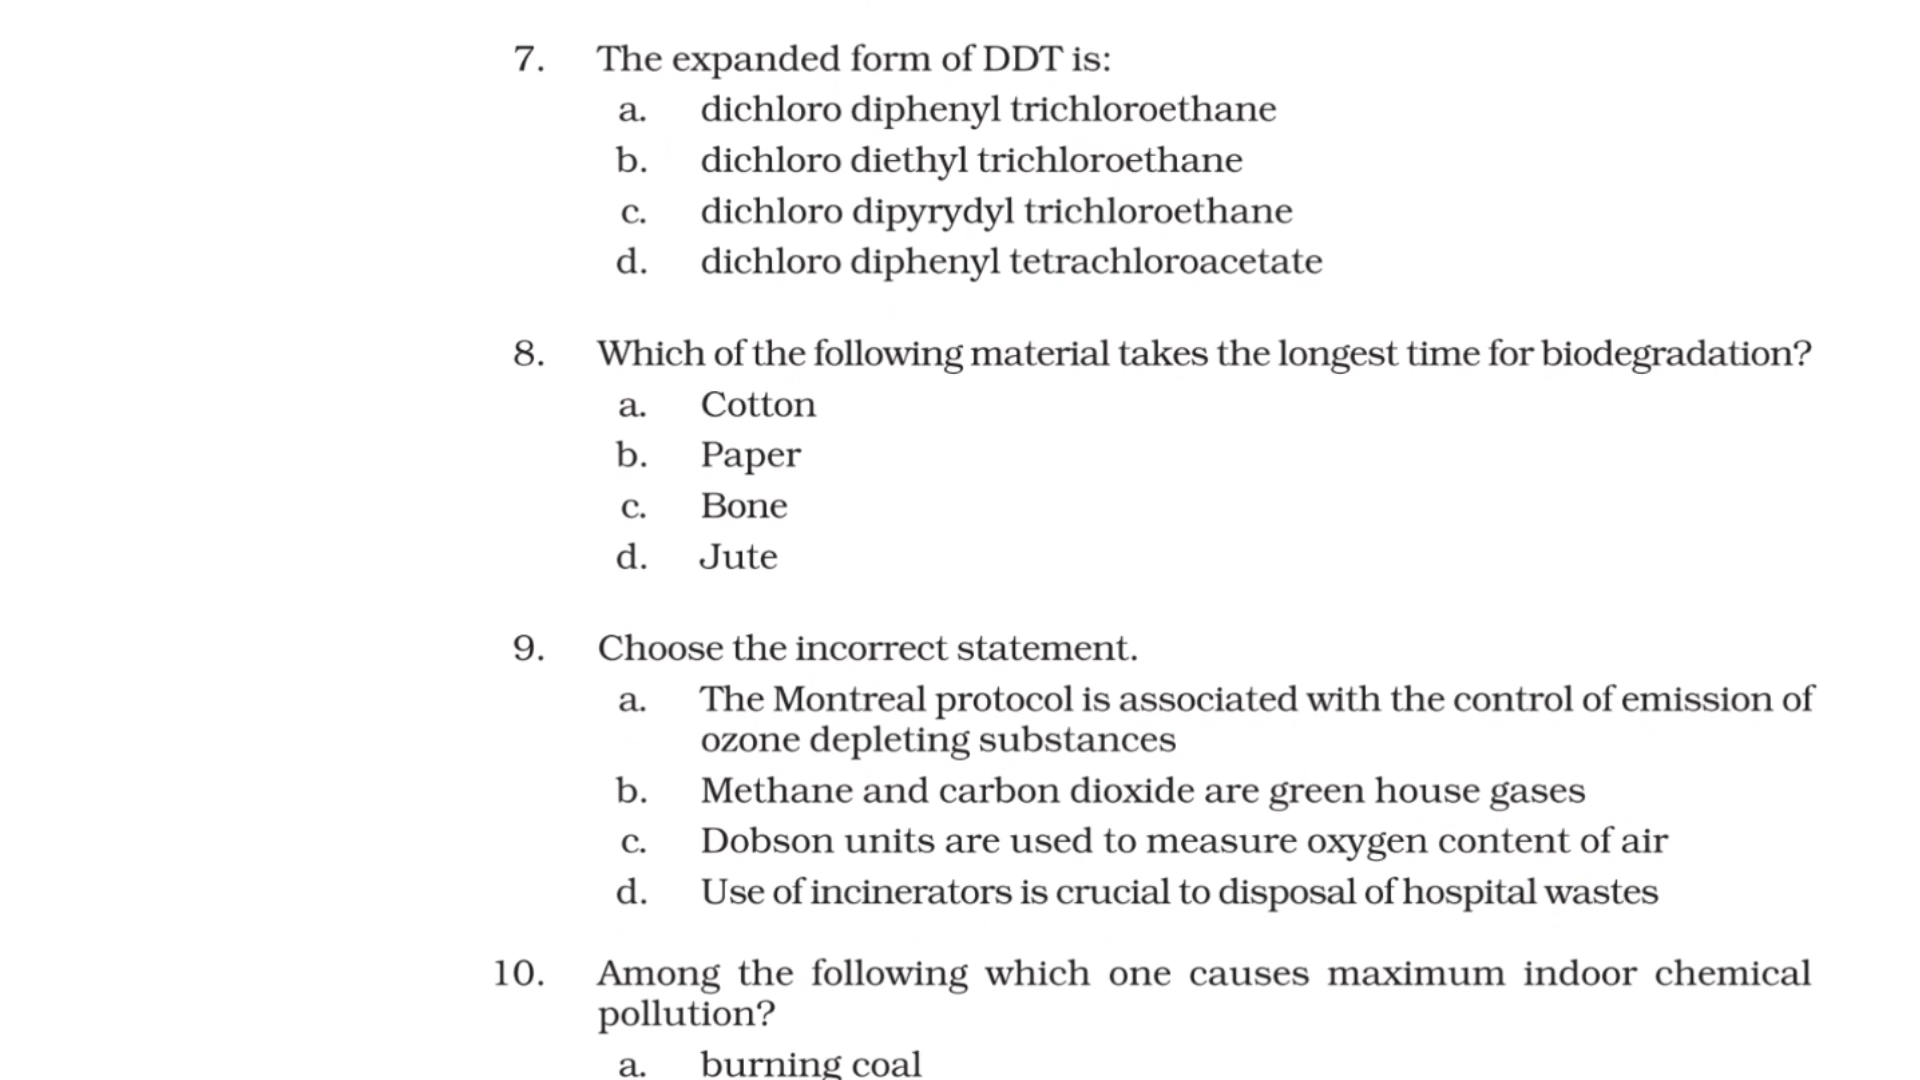 7. The expanded form of DDT is:
a. dichloro diphenyl trichloroethane
b. dichloro diethyl trichloroethane
c. dichloro dipyrydyl trichloroethane
d. dichloro diphenyl tetrachloroacetate
8. Which of the following material takes the longest time for biodegradation?
a. Cotton
b. Paper
c. Bone
d. Jute
9. Choose the incorrect statement.
a. The Montreal protocol is associated with the control of emission of
ozone depleting substances
b. Methane and carbon dioxide are green house gases
c. Dobson units are used to measure oxygen content of air
d. Use of incinerators is crucial to disposal of hospital wastes
10. Among the following which one causes maximum indoor chemical
pollution?
a. burning coal